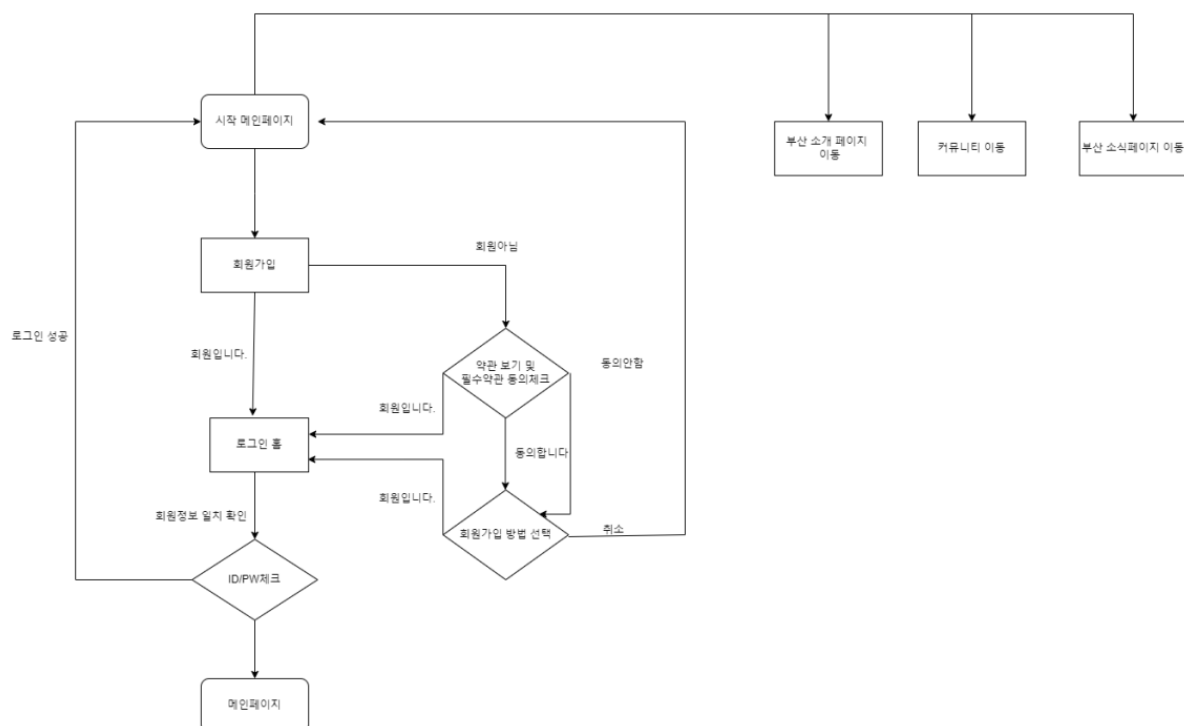 시작 메인페이지
부산 소개 페이지
이동
커뮤니티 이동
부산 소식페이지 이동
회원가입
회원아님
로그인 성공
회원입니다.
약관 보기 및
필수약관 동의체크
동의안함
회원입니다.
로그인 홈
동의합니다
회원입니다.
회원정보 일치 확인
회원가입 방법 선택
취소
ID/PW체크
메인페이지